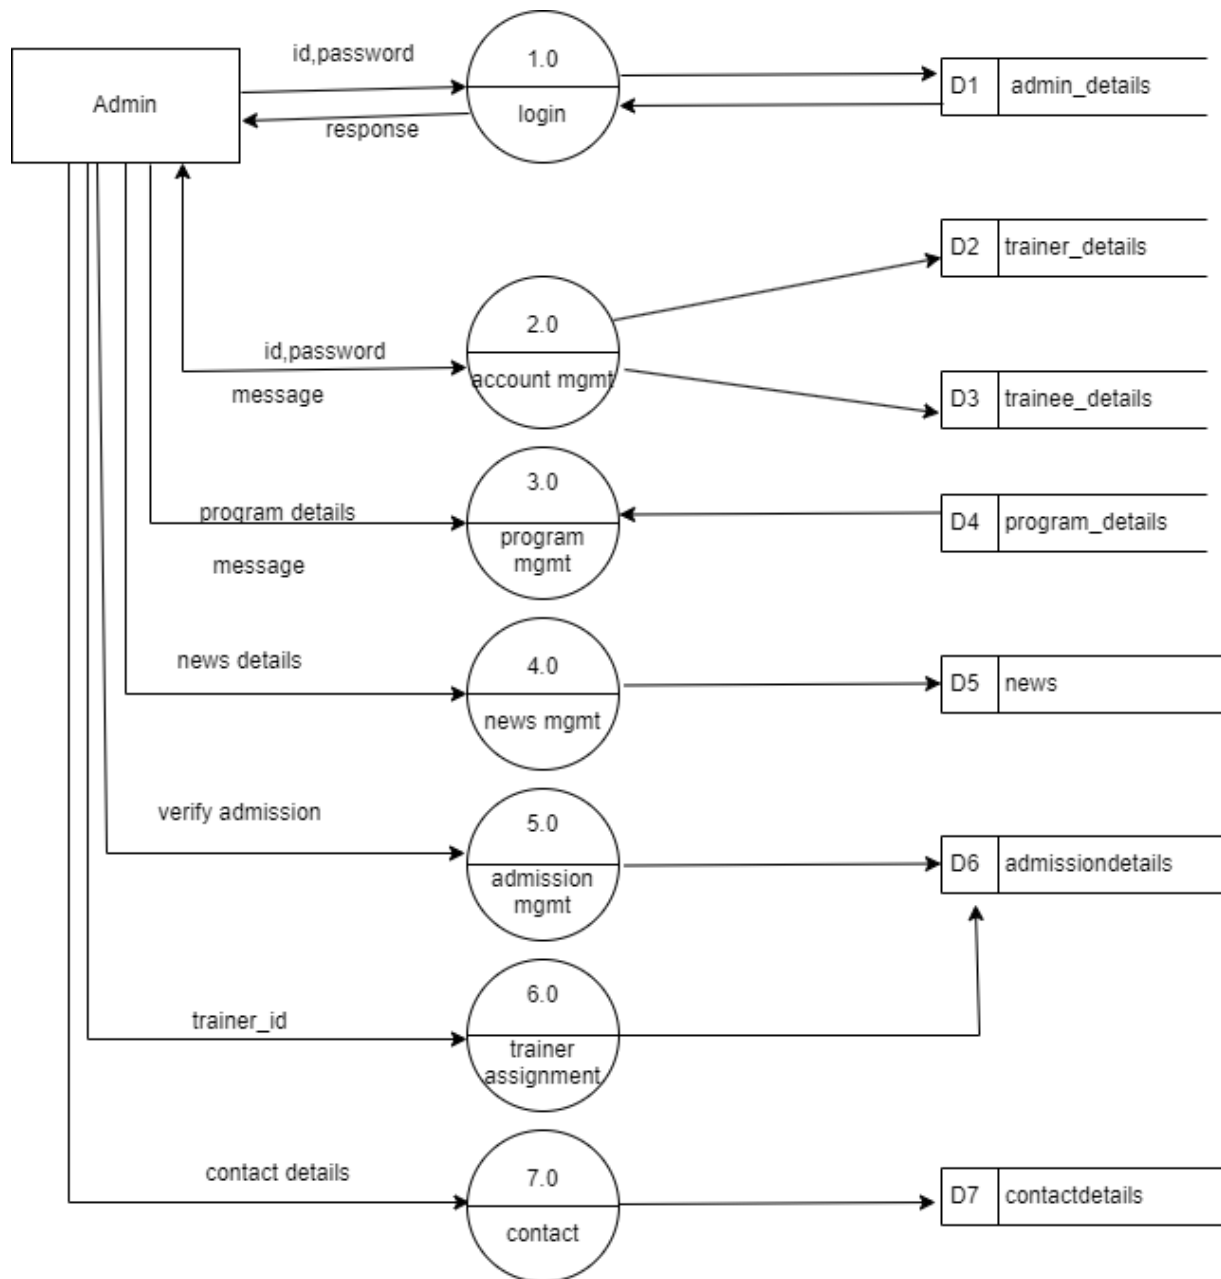 id,password
1.0
Admin
login
response
D1
admin_details
D2
trainer_details
2.0
id,password
account mgmt
message
D3
trainee_details
3.0
program details
program
mgmt
message
D4
program_details
news details
4.0
news mgmt
D5
news
verify admission
5.0
admission
mgmt
D6
admissiondetails
6.0
trainer_id
trainer
assignment
contact details
7.0
contact
D7
contactdetails